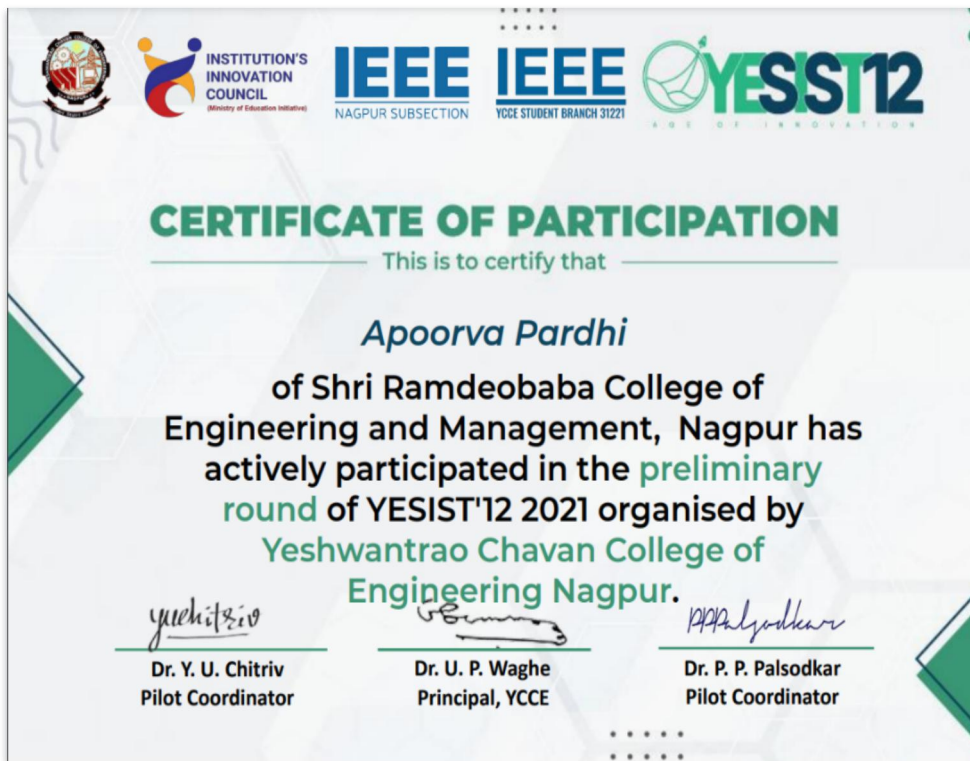 INSTITUTION'S
INNOVATION
COUNCIL
(Ministry of Education Initiative)
IEEE
NAGPUR SUBSECTION
IEEE
YCCE STUDENT BRANCH 31221
YESIST12
AGE OF INNOVATION
CERTIFICATE OF PARTICIPATION
This is to certify that
Apoorva Pardhi
of Shri Ramdeobaba College of
Engineering and Management, Nagpur has
actively participated in the preliminary
round of YESIST'12 2021 organised by
Yeshwantrao Chavan College of
Engineering Nagpur.
Dr. Y. U. Chitriv
Pilot Coordinator
Dr. U. P. Waghe
Principal, YCCE
PPPalsodkar
Dr. P. P. Palsodkar
Pilot Coordinator